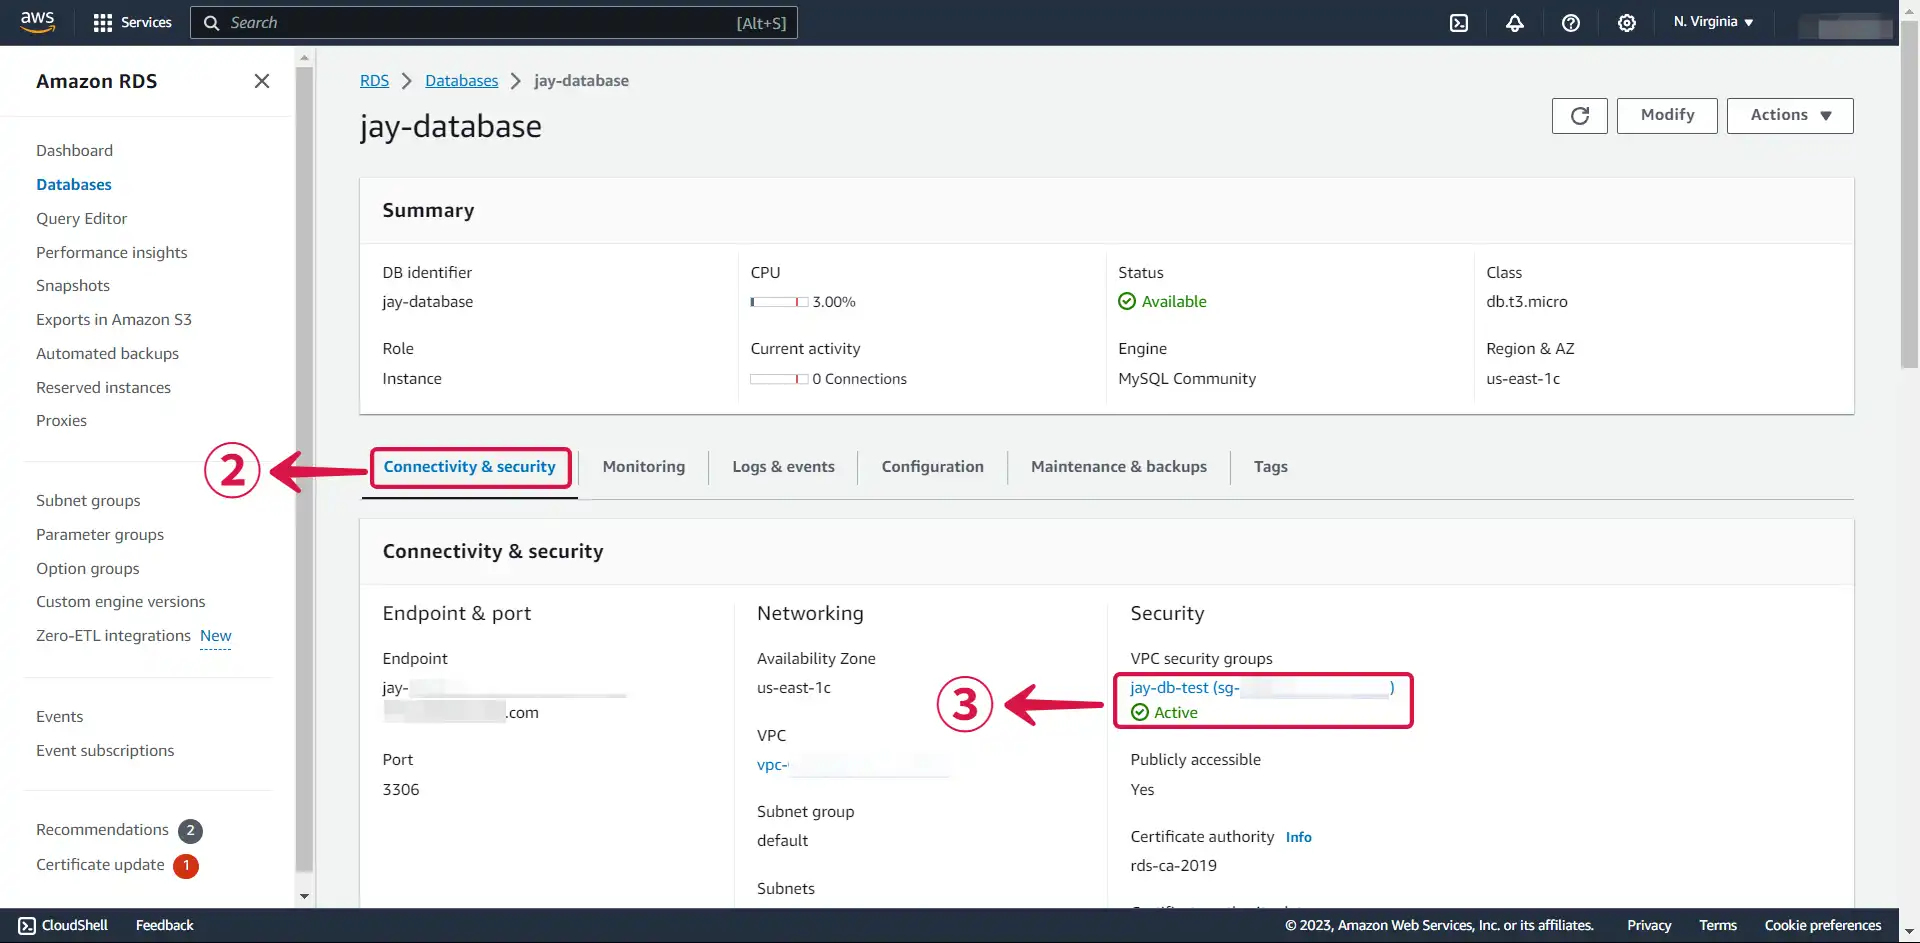 aws
Services
Search
[Alt+S]
N. Virginia
Amazon RDS
Dashboard
Databases
Query Editor
Performance insights
Snapshots
Exports in Amazon S3
Automated backups
Reserved instances
Proxies
Subnet groups
Parameter groups
Option groups
Custom engine versions
Zero-ETL integrations New
Events
Event subscriptions
Recommendations 2
Certificate update 1
RDS > Databases > jay-database
jay-database
Modify
Actions
Summary
DB identifier
jay-database
CPU
3.00%
Status
Available
Class
db.t3.micro
Role
Instance
Current activity
0 Connections
Engine
MySQL Community
Region & AZ
us-east-1c
2
Connectivity & security
Monitoring
Logs & events
Configuration
Maintenance & backups
Tags
Connectivity & security
Endpoint & port
Endpoint
jay-
.com
Port
3306
Networking
Availability Zone
us-east-1c
VPC
vpc-
Subnet group
default
Subnets
3
Security
VPC security groups
jay-db-test (sg- )
Active
Publicly accessible
Yes
Certificate authority Info
rds-ca-2019
CloudShell
Feedback
© 2023, Amazon Web Services, Inc. or its affiliates.
Privacy
Terms
Cookie preferences